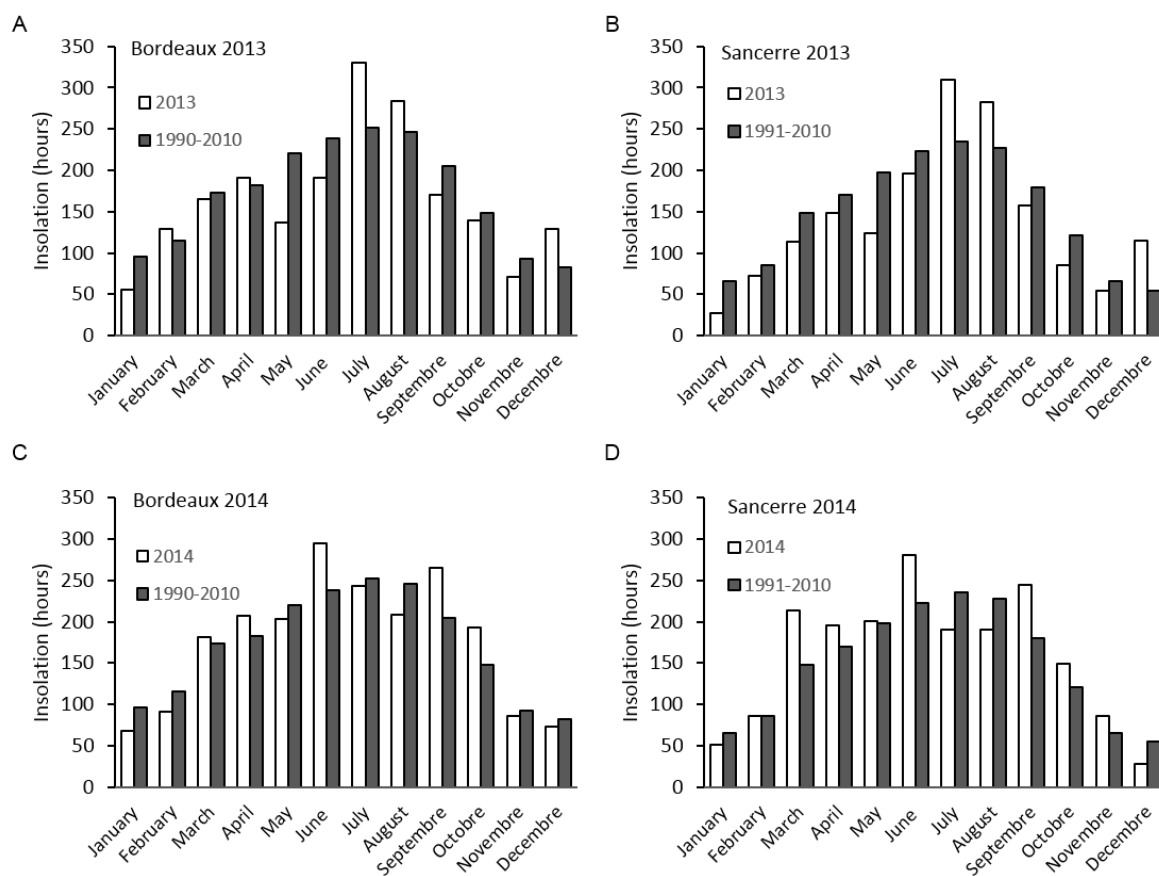 A
Bordeaux 2013
2013
1990-2010
Insolation (hours)
350
300
250
200
150
100
50
0
January
February
March
April
May
June
July
August
Septembre
Octobre
Novembre
Decembre
B
Sancerre 2013
2013
1991-2010
Insolation (hours)
350
300
250
200
150
100
50
0
January
February
March
April
May
June
July
August
Septembre
Octobre
Novembre
Decembre
C
Bordeaux 2014
2014
1990-2010
Insolation (hours)
350
300
250
200
150
100
50
0
January
February
March
April
May
June
July
August
Septembre
Octobre
Novembre
Decembre
D
Sancerre 2014
2014
1991-2010
Insolation (hours)
350
300
250
200
150
100
50
0
January
February
March
April
May
June
July
August
Septembre
Octobre
Novembre
Decembre